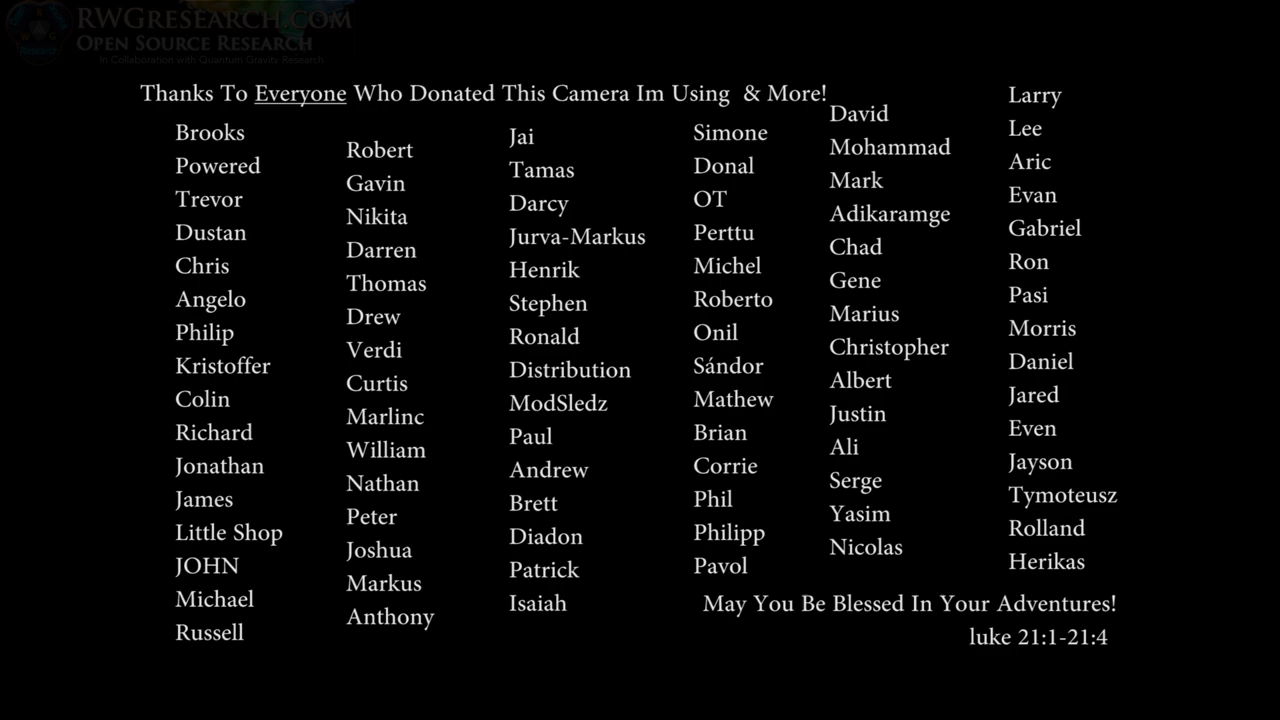 RWGresearch.com
Open Source Research
In Collaboration with Quantum Gravity Research
Thanks To Everyone Who Donated This Camera Im Using & More!
Brooks
Powered
Trevor
Dustan
Chris
Angelo
Philip
Kristoffer
Colin
Richard
Jonathan
James
Little Shop
JOHN
Michael
Russell
Robert
Gavin
Nikita
Darren
Thomas
Drew
Verdi
Curtis
Marlinc
William
Nathan
Peter
Joshua
Markus
Anthony
Jai
Tamas
Darcy
Jurva-Markus
Henrik
Stephen
Ronald
Distribution
ModSledz
Paul
Andrew
Brett
Diadon
Patrick
Isaiah
Simone
Donal
OT
Perttu
Michel
Roberto
Onil
Sándor
Mathew
Brian
Corrie
Phil
Philipp
Pavol
David
Mohammad
Mark
Adikaramge
Chad
Gene
Marius
Christopher
Albert
Justin
Ali
Serge
Yasim
Nicolas
Larry
Lee
Aric
Evan
Gabriel
Ron
Pasi
Morris
Daniel
Jared
Even
Jayson
Tymoteusz
Rolland
Herikas
May You Be Blessed In Your Adventures!
luke 21:1-21:4